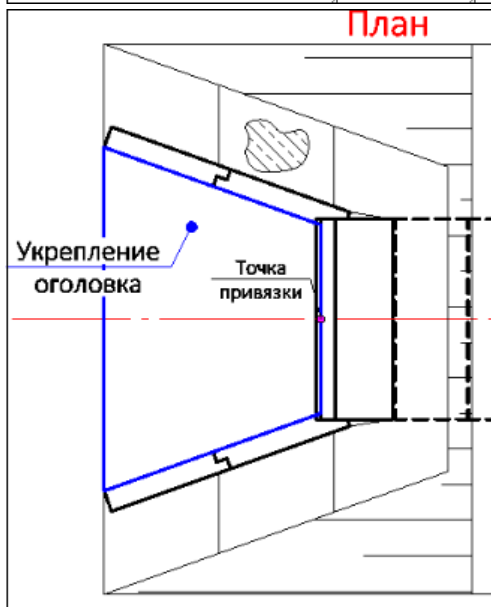 План
Укрепление
оголовка
Точка
привязки